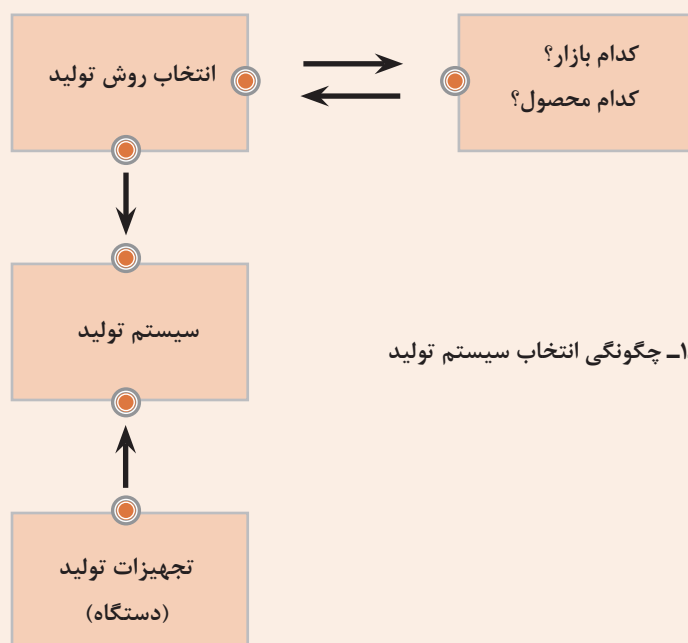 کدام بازار؟
کدام محصول؟
انتخاب روش تولید
سیستم تولید
۱ـ چگونگی انتخاب سیستم تولید
تجهیزات تولید
(دستگاه)